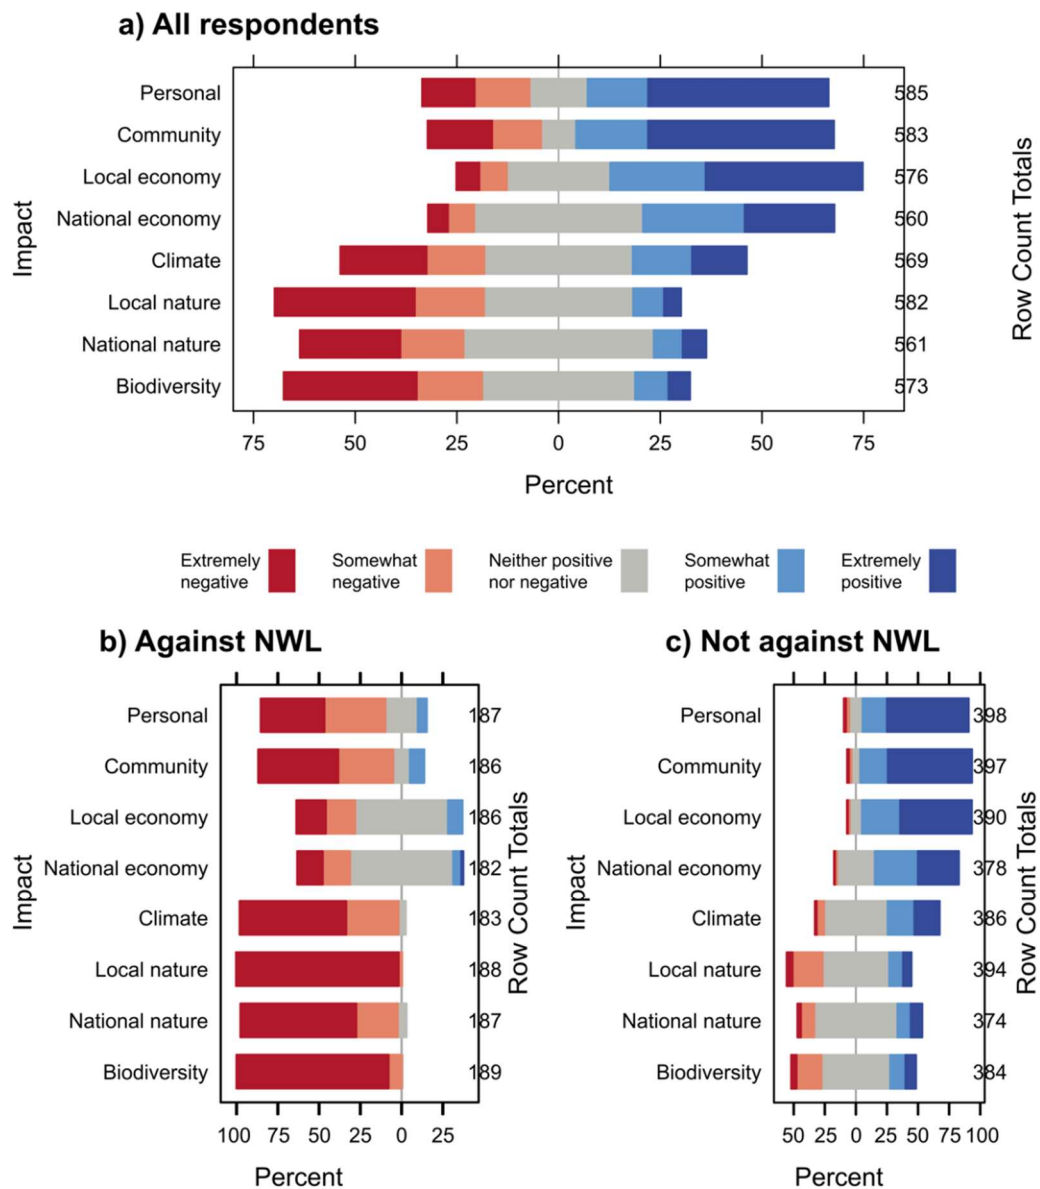 a) All respondents
Personal 585
Community 583
Local economy 576
National economy 560
Climate 569
Local nature 582
National nature 561
Biodiversity 573
Impact
Row Count Totals
75 50 25 0 25 50 75
Percent
Extremely negative
Somewhat negative
Neither positive nor negative
Somewhat positive
Extremely positive
b) Against NWL
Personal 187
Community 186
Local economy 186
National economy 182
Climate 183
Local nature 188
National nature 187
Biodiversity 189
Impact
Row Count Totals
100 75 50 25 0 25
Percent
c) Not against NWL
Personal 398
Community 397
Local economy 390
National economy 378
Climate 386
Local nature 394
National nature 374
Biodiversity 384
Impact
Row Count Totals
50 25 0 25 50 75 100
Percent